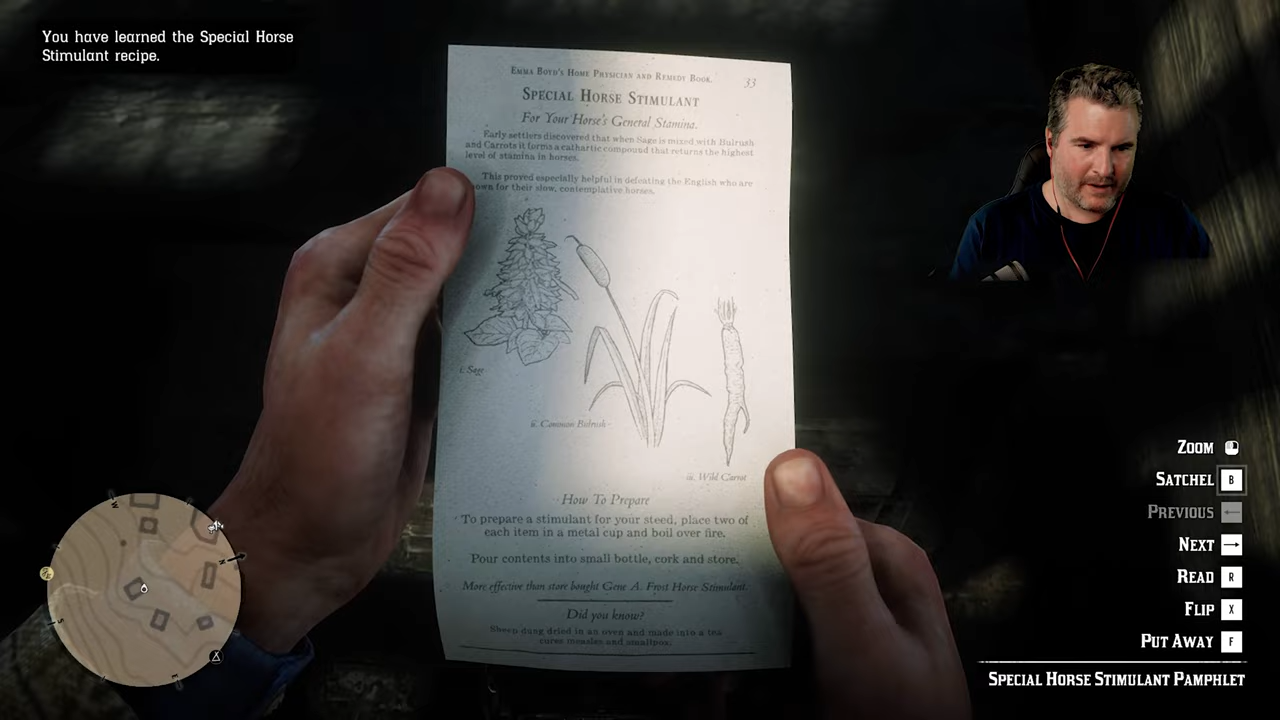 You have learned the Special Horse
Stimulant recipe.
Emma Boyd's Home Physician and Remedy Book.
33
Special Horse Stimulant
For Your Horse's General Stamina.
Early settlers discovered that when Sage is mixed with Bulrush
and Carrots it forms a cathartic compound that returns the highest
level of stamina in horses.
This proved especially helpful in defeating the English who are
own for their slow, contemplative horses.
i. Sage
ii. Common Bulrush
iii. Wild Carrot
How To Prepare
To prepare a stimulant for your steed, place two of
each item in a metal cup and boil over fire.
Pour contents into small bottle, cork and store.
More effective than store bought Gene A. Frost Horse Stimulant.
Did you know?
Sheep dung dried in an oven and made into a tea
cures measles and smallpox.
Zoom
Satchel B
Previous ←
Next →
Read R
Flip X
Put Away F
Special Horse Stimulant Pamphlet